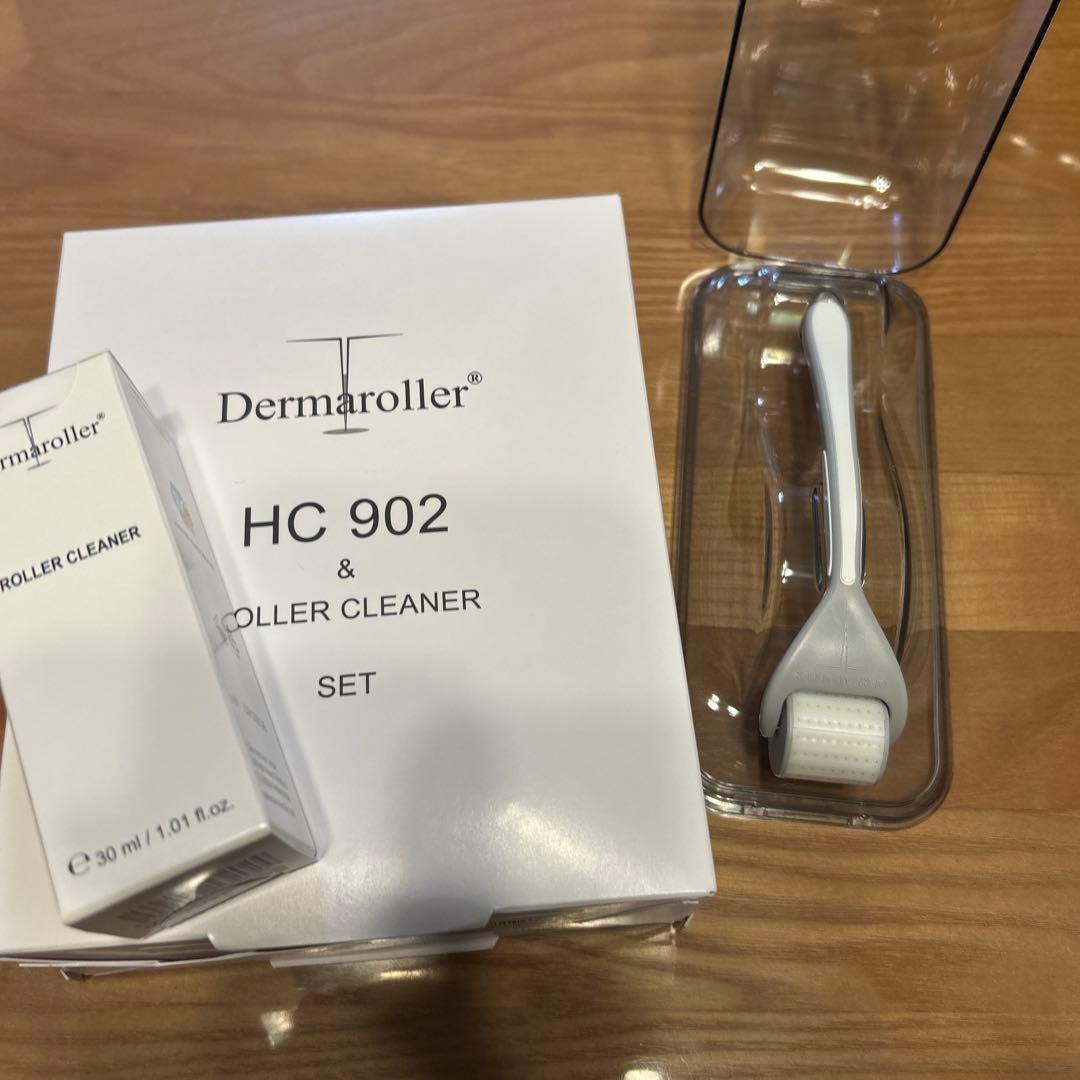 Dermaroller®
HC 902
&
OLLER CLEANER
SET
rmaroller®
ROLLER CLEANER
℮ 30 ml / 1.01 fl.oz.